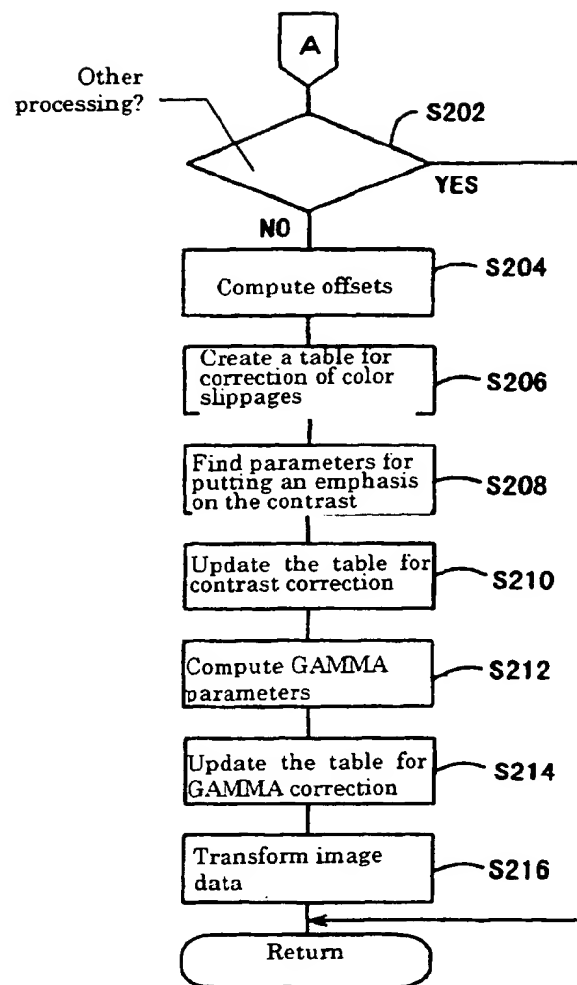 A
Other
processing?
S202
YES
NO
Compute offsets
S204
Create a table for
correction of color
slippages
S206
Find parameters for
putting an emphasis
on the contrast
S208
Update the table for
contrast correction
S210
Compute GAMMA
parameters
S212
Update the table for
GAMMA correction
S214
Transform image
data
S216
Return